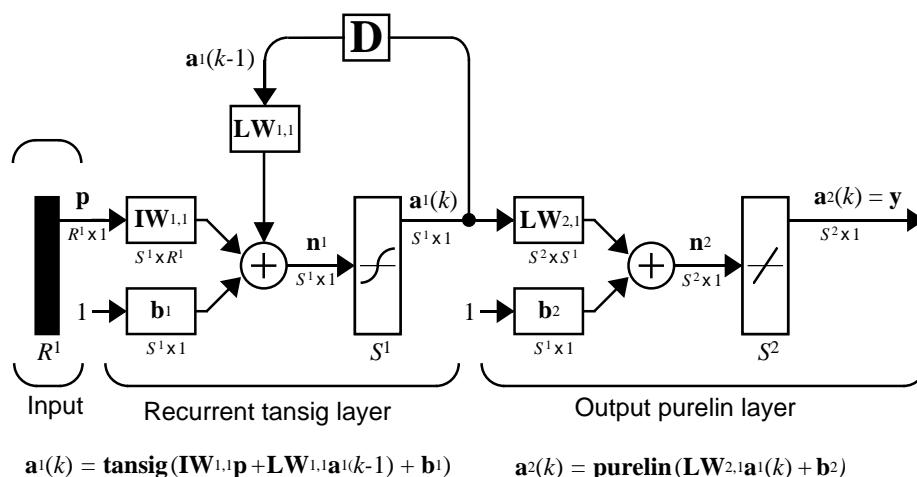 D
a¹(k-1)
LW1,1
p
a¹(k)
a²(k) = y
IW1,1
LW2,1
n¹
n²
R¹ x 1
S¹ x R¹
S¹ x 1
S¹ x 1
S² x S¹
S² x 1
S² x 1
1
b¹
1
b²
S¹ x 1
S¹ x 1
R¹
S¹
S²
Input
Recurrent tansig layer
Output purelin layer
a¹(k) = tansig(IW1,1p +LW1,1a¹(k-1) + b¹)
a²(k) = purelin(LW2,1a¹(k) + b²)